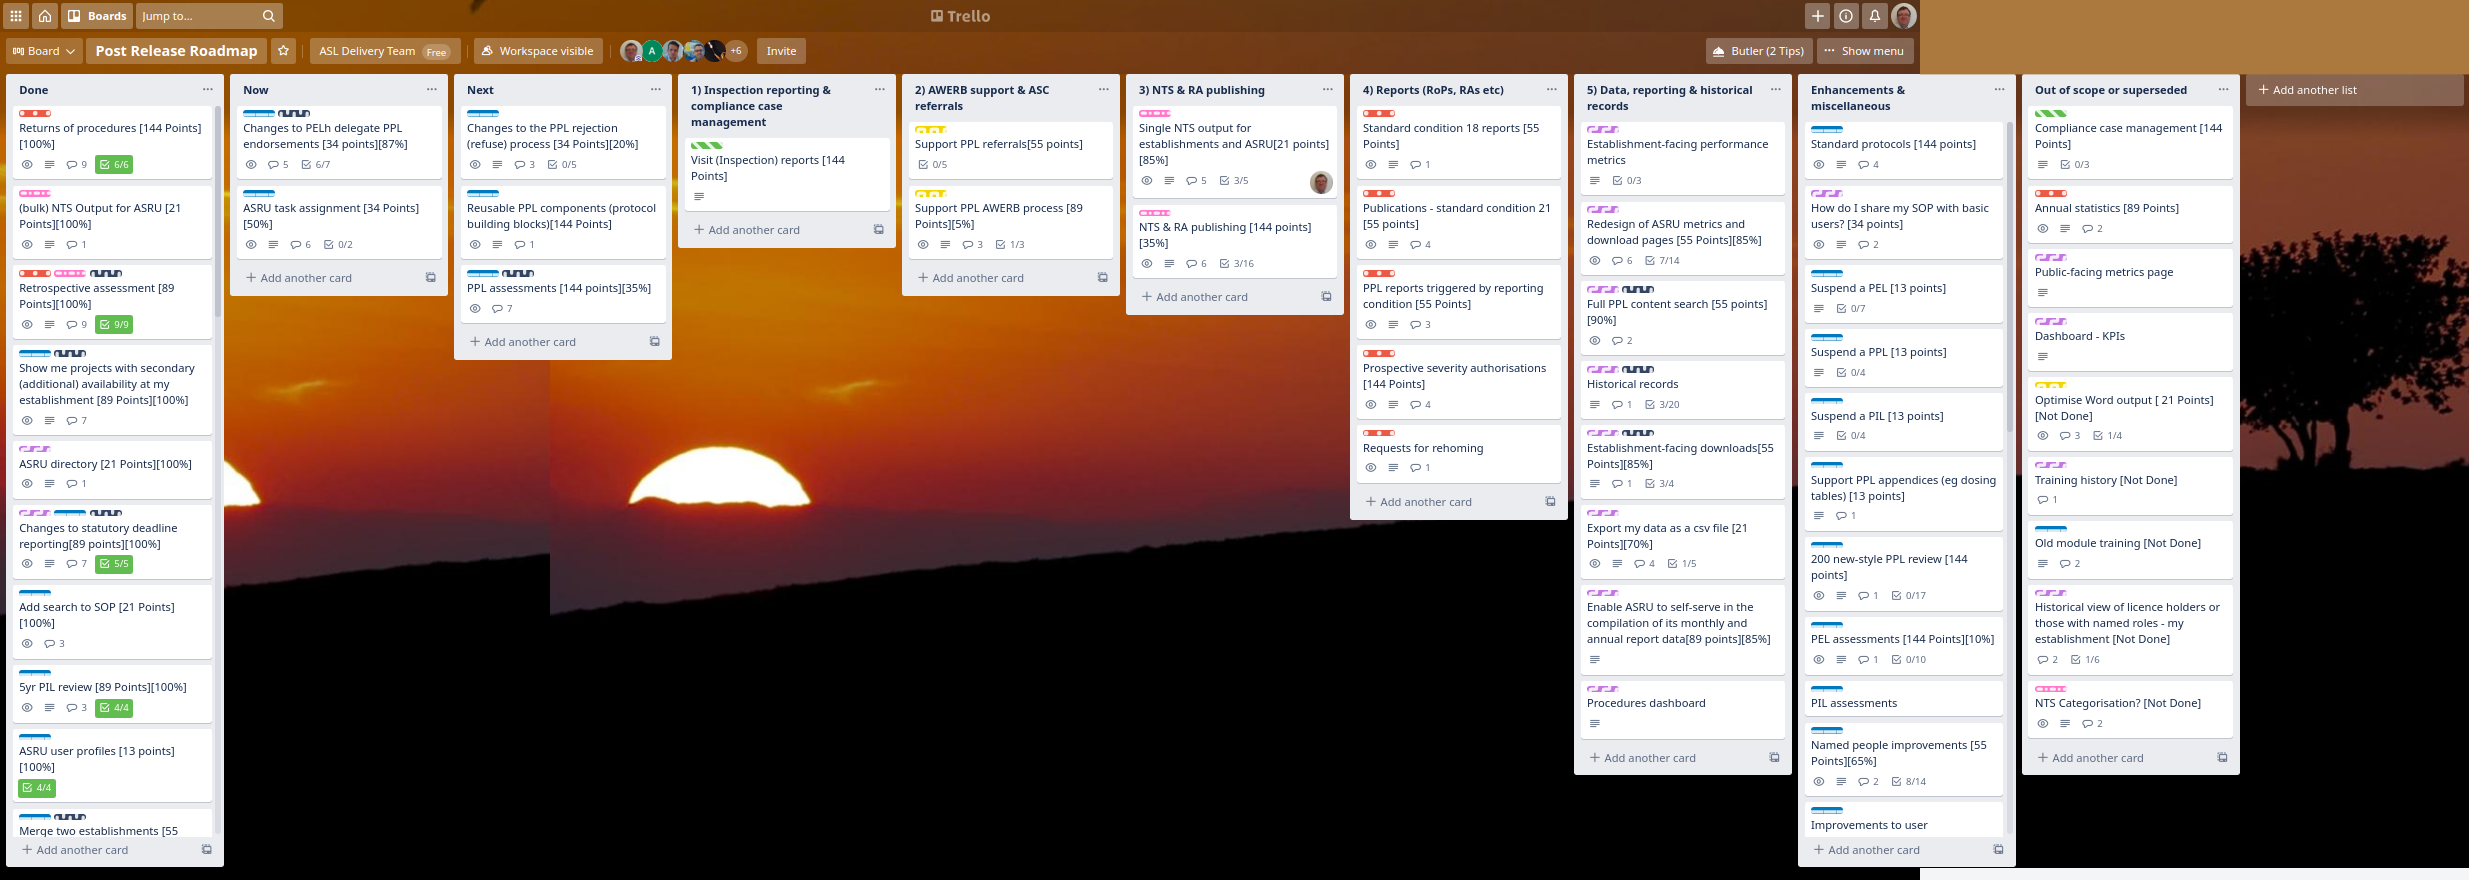 Boards
Jump to...
Trello
Board
Post Release Roadmap
ASL Delivery Team Free
Workspace visible
A
+6
Invite
Butler (2 Tips)
Show menu
Done
Returns of procedures [144 Points]
[100%]
9 6/6
(bulk) NTS Output for ASRU [21
Points][100%]
1
Retrospective assessment [89
Points][100%]
9 9/9
Show me projects with secondary
(additional) availability at my
establishment [89 Points][100%]
7
ASRU directory [21 Points][100%]
1
Changes to statutory deadline
reporting[89 points][100%]
7 5/5
Add search to SOP [21 Points]
[100%]
3
5yr PIL review [89 Points][100%]
3 4/4
ASRU user profiles [13 points]
[100%]
4/4
Merge two establishments [55
+ Add another card
Now
Changes to PELh delegate PPL
endorsements [34 points][87%]
5 6/7
ASRU task assignment [34 Points]
[50%]
6 0/2
+ Add another card
Next
Changes to the PPL rejection
(refuse) process [34 Points][20%]
3 0/5
Reusable PPL components (protocol
building blocks)[144 Points]
1
PPL assessments [144 points][35%]
7
+ Add another card
1) Inspection reporting &
compliance case
management
Visit (Inspection) reports [144
Points]
+ Add another card
2) AWERB support & ASC
referrals
Support PPL referrals[55 points]
0/5
Support PPL AWERB process [89
Points][5%]
3 1/3
+ Add another card
3) NTS & RA publishing
Single NTS output for
establishments and ASRU[21 points]
[85%]
5 3/5
NTS & RA publishing [144 points]
[35%]
6 3/16
+ Add another card
4) Reports (RoPs, RAs etc)
Standard condition 18 reports [55
Points]
1
Publications - standard condition 21
[55 points]
4
PPL reports triggered by reporting
condition [55 Points]
3
Prospective severity authorisations
[144 Points]
4
Requests for rehoming
1
+ Add another card
5) Data, reporting & historical
records
Establishment-facing performance
metrics
0/3
Redesign of ASRU metrics and
download pages [55 Points][85%]
6 7/14
Full PPL content search [55 points]
[90%]
2
Historical records
1 3/20
Establishment-facing downloads[55
Points][85%]
1 3/4
Export my data as a csv file [21
Points][70%]
4 1/5
Enable ASRU to self-serve in the
compilation of its monthly and
annual report data[89 points][85%]
Procedures dashboard
+ Add another card
Enhancements &
miscellaneous
Standard protocols [144 points]
4
How do I share my SOP with basic
users? [34 points]
2
Suspend a PEL [13 points]
0/7
Suspend a PPL [13 points]
0/4
Suspend a PIL [13 points]
0/4
Support PPL appendices (eg dosing
tables) [13 points]
1
200 new-style PPL review [144
points]
1 0/17
PEL assessments [144 Points][10%]
1 0/10
PIL assessments
Named people improvements [55
Points][65%]
2 8/14
Improvements to user
+ Add another card
Out of scope or superseded
Compliance case management [144
Points]
0/3
Annual statistics [89 Points]
2
Public-facing metrics page
Dashboard - KPIs
Optimise Word output [ 21 Points]
[Not Done]
3 1/4
Training history [Not Done]
1
Old module training [Not Done]
2
Historical view of licence holders or
those with named roles - my
establishment [Not Done]
2 1/6
NTS Categorisation? [Not Done]
2
+ Add another card
+ Add another list